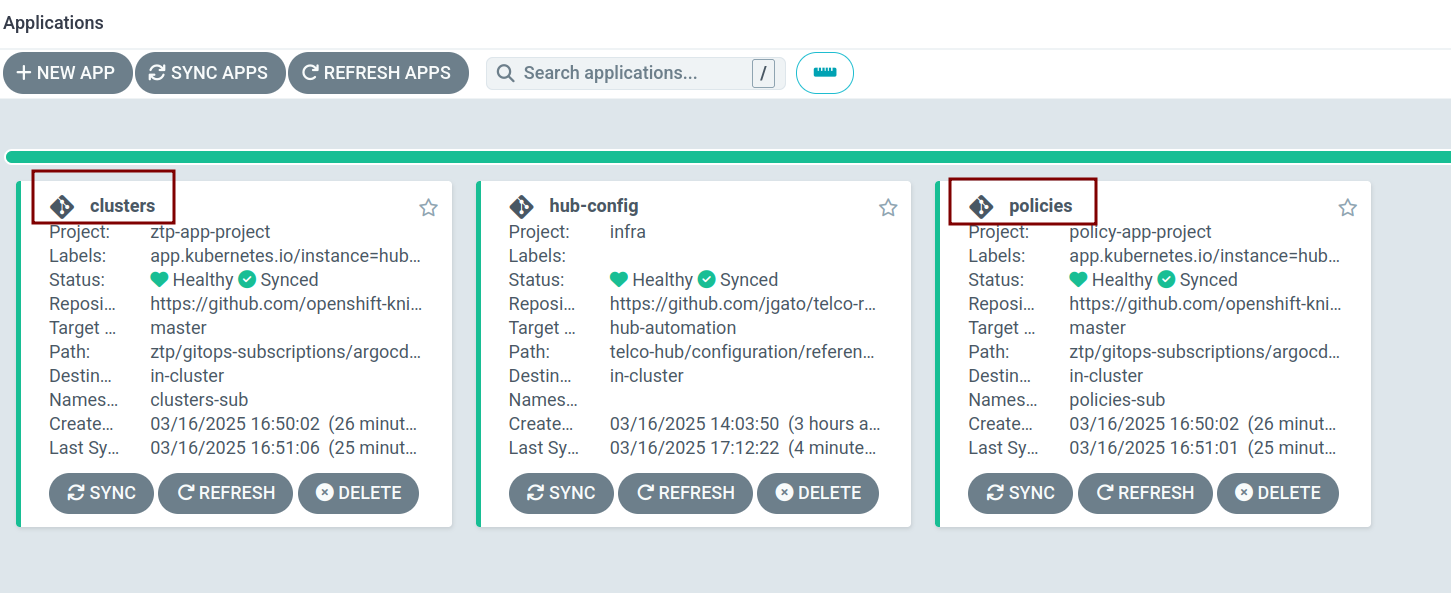 Applications
NEW APP SYNC APPS REFRESH APPS Search applications... /
clusters
Project: ztp-app-project
Labels: app.kubernetes.io/instance=hub...
Status: Healthy Synced
Reposi... https://github.com/openshift-kni...
Target ... master
Path: ztp/gitops-subscriptions/argocd...
Destin... in-cluster
Names... clusters-sub
Create... 03/16/2025 16:50:02 (26 minut...
Last Sy... 03/16/2025 16:51:06 (25 minut...
SYNC REFRESH DELETE
hub-config
Project: infra
Labels:
Status: Healthy Synced
Reposi... https://github.com/jgato/telco-r...
Target ... hub-automation
Path: telco-hub/configuration/referen...
Destin... in-cluster
Names...
Create... 03/16/2025 14:03:50 (3 hours a...
Last Sy... 03/16/2025 17:12:22 (4 minute...
SYNC REFRESH DELETE
policies
Project: policy-app-project
Labels: app.kubernetes.io/instance=hub...
Status: Healthy Synced
Reposi... https://github.com/openshift-kni...
Target ... master
Path: ztp/gitops-subscriptions/argocd...
Destin... in-cluster
Names... policies-sub
Create... 03/16/2025 16:50:02 (26 minut...
Last Sy... 03/16/2025 16:51:01 (25 minut...
SYNC REFRESH DELETE